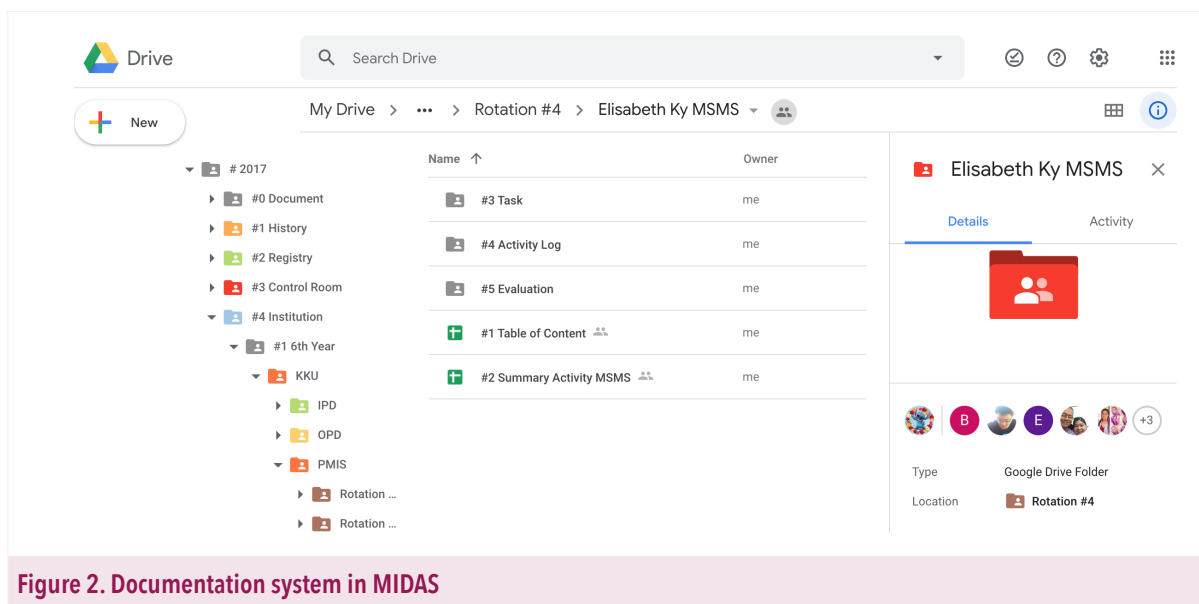 Drive
Search Drive
New
My Drive > ••• > Rotation #4 > Elisabeth Ky MSMS
# 2017
#0 Document
#1 History
#2 Registry
#3 Control Room
#4 Institution
#1 6th Year
KKU
IPD
OPD
PMIS
Rotation ...
Rotation ...
Name Owner
#3 Task me
#4 Activity Log me
#5 Evaluation me
#1 Table of Content me
#2 Summary Activity MSMS me
Elisabeth Ky MSMS
Details Activity
B E +3
Type Google Drive Folder
Location Rotation #4
Figure 2. Documentation system in MIDAS